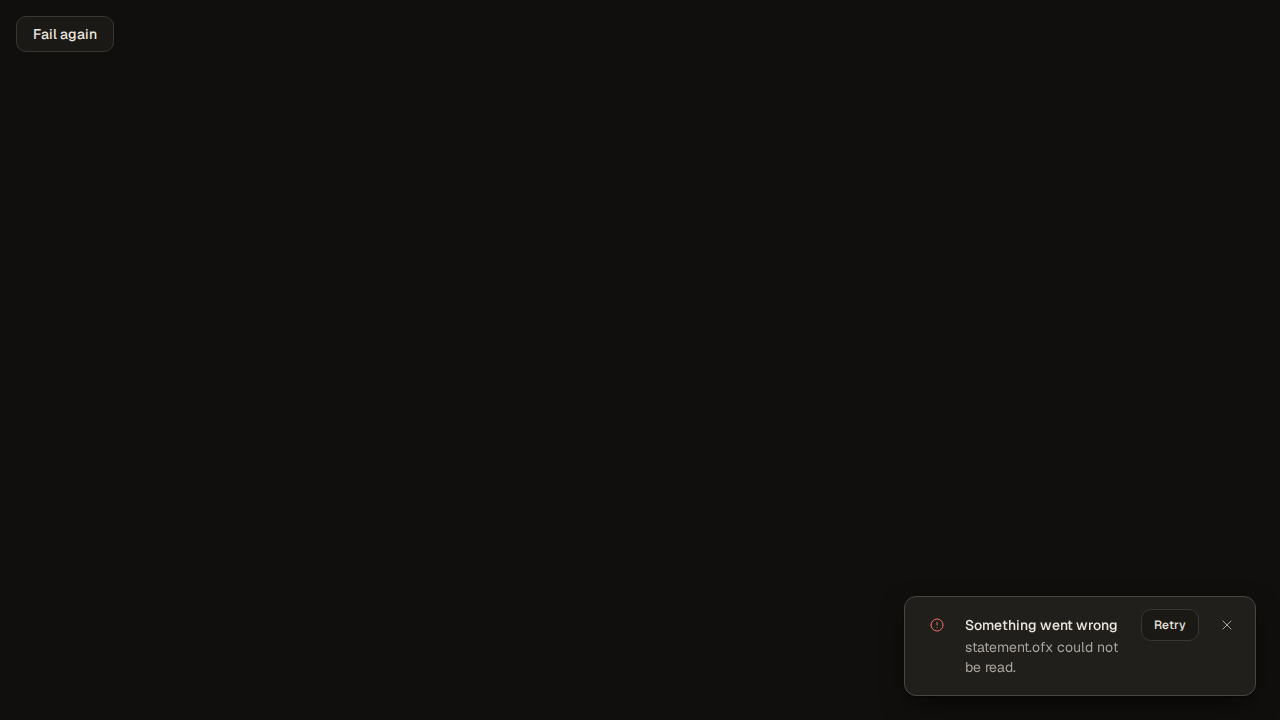 Fail again
Something went wrong
Retry
statement.ofx could not
be read.